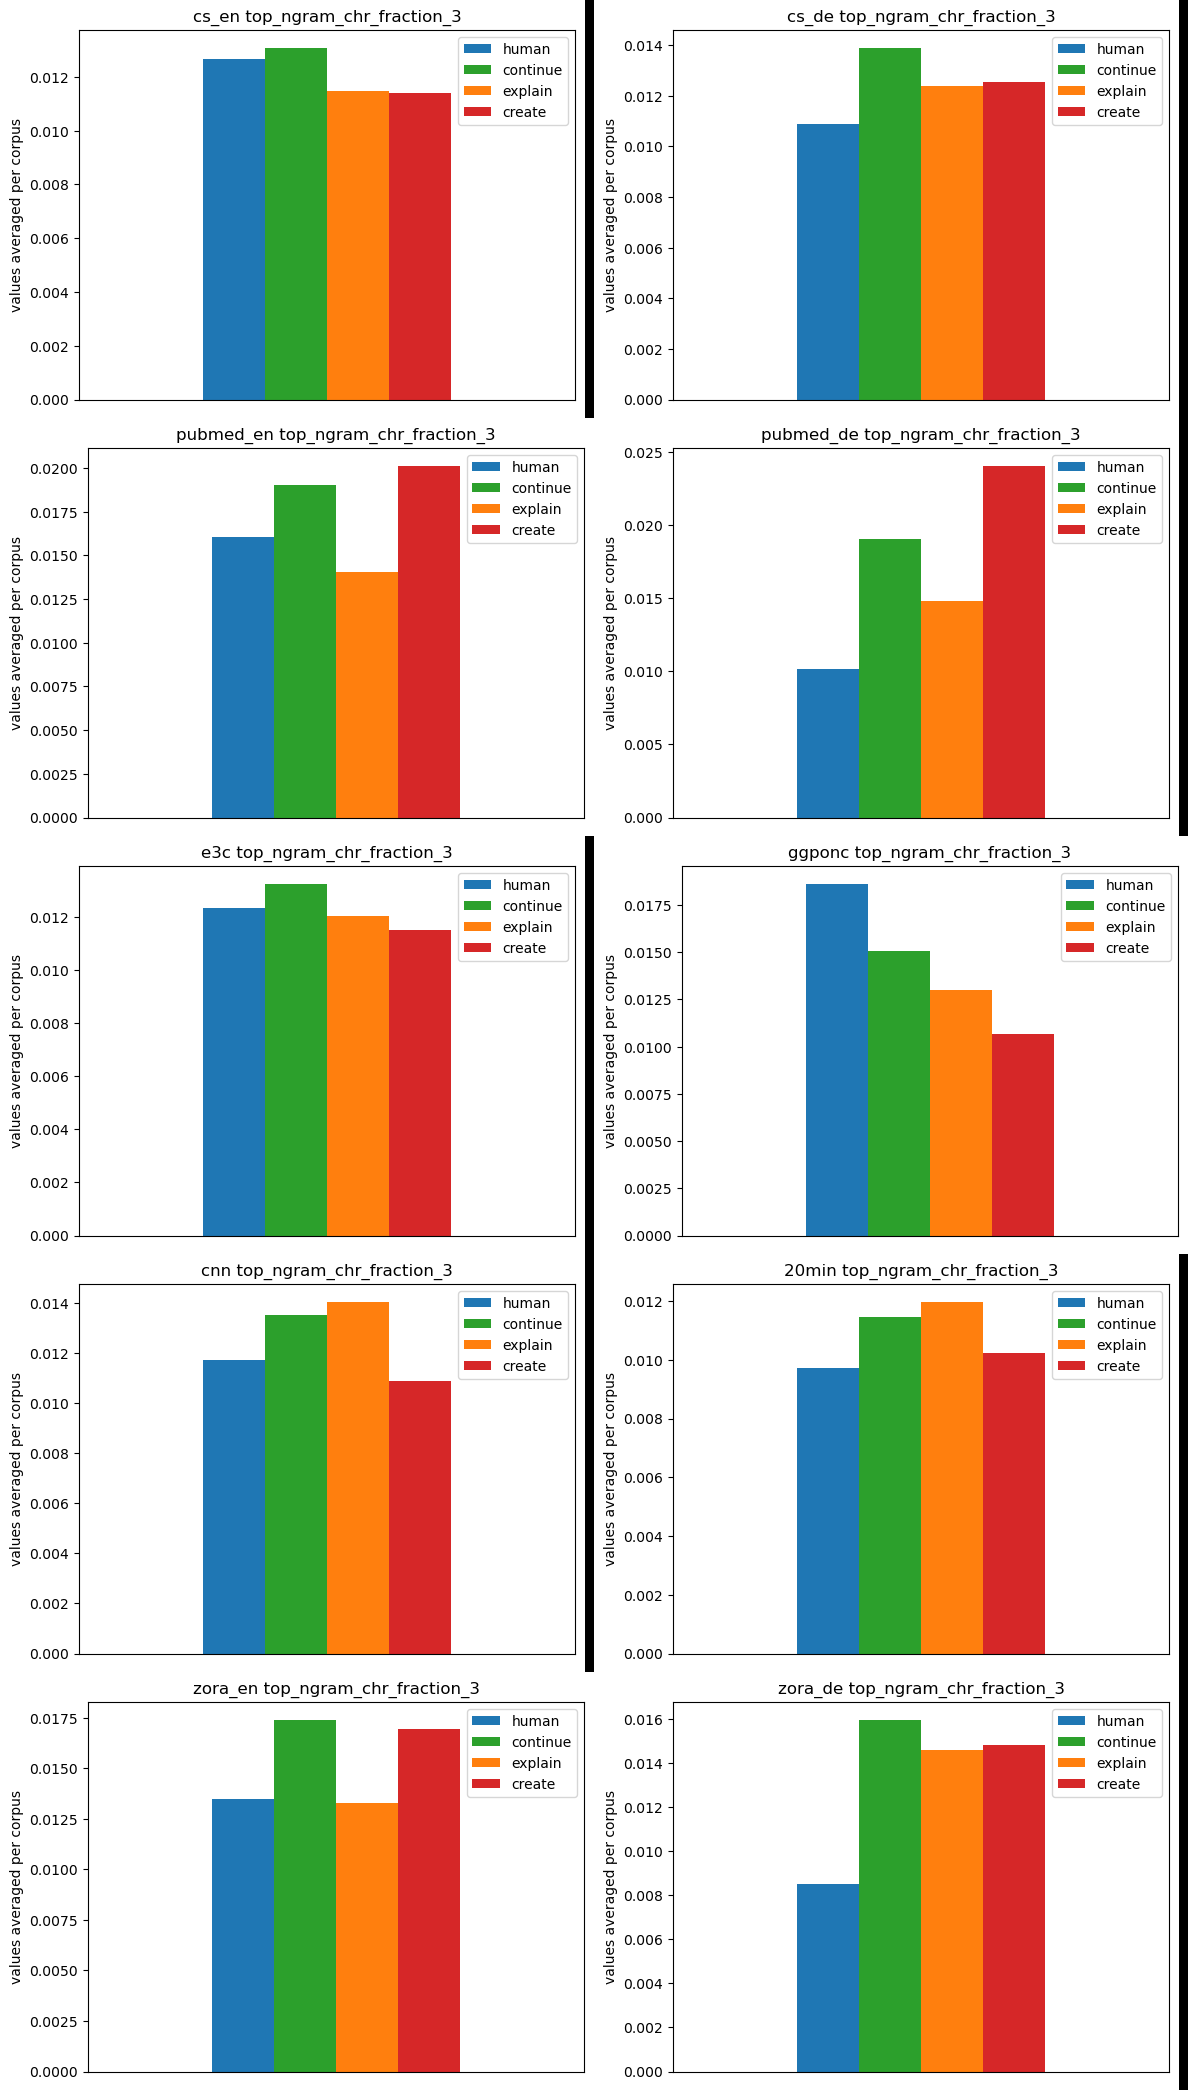 cs_en top_ngram_chr_fraction_3
values averaged per corpus
0.012
0.010
0.008
0.006
0.004
0.002
0.000
human
continue
explain
create
cs_de top_ngram_chr_fraction_3
values averaged per corpus
0.014
0.012
0.010
0.008
0.006
0.004
0.002
0.000
human
continue
explain
create
pubmed_en top_ngram_chr_fraction_3
values averaged per corpus
0.0200
0.0175
0.0150
0.0125
0.0100
0.0075
0.0050
0.0025
0.0000
human
continue
explain
create
pubmed_de top_ngram_chr_fraction_3
values averaged per corpus
0.025
0.020
0.015
0.010
0.005
0.000
human
continue
explain
create
e3c top_ngram_chr_fraction_3
values averaged per corpus
0.012
0.010
0.008
0.006
0.004
0.002
0.000
human
continue
explain
create
ggponc top_ngram_chr_fraction_3
values averaged per corpus
0.0175
0.0150
0.0125
0.0100
0.0075
0.0050
0.0025
0.0000
human
continue
explain
create
cnn top_ngram_chr_fraction_3
values averaged per corpus
0.014
0.012
0.010
0.008
0.006
0.004
0.002
0.000
human
continue
explain
create
20min top_ngram_chr_fraction_3
values averaged per corpus
0.012
0.010
0.008
0.006
0.004
0.002
0.000
human
continue
explain
create
zora_en top_ngram_chr_fraction_3
values averaged per corpus
0.0175
0.0150
0.0125
0.0100
0.0075
0.0050
0.0025
0.0000
human
continue
explain
create
zora_de top_ngram_chr_fraction_3
values averaged per corpus
0.016
0.014
0.012
0.010
0.008
0.006
0.004
0.002
0.000
human
continue
explain
create